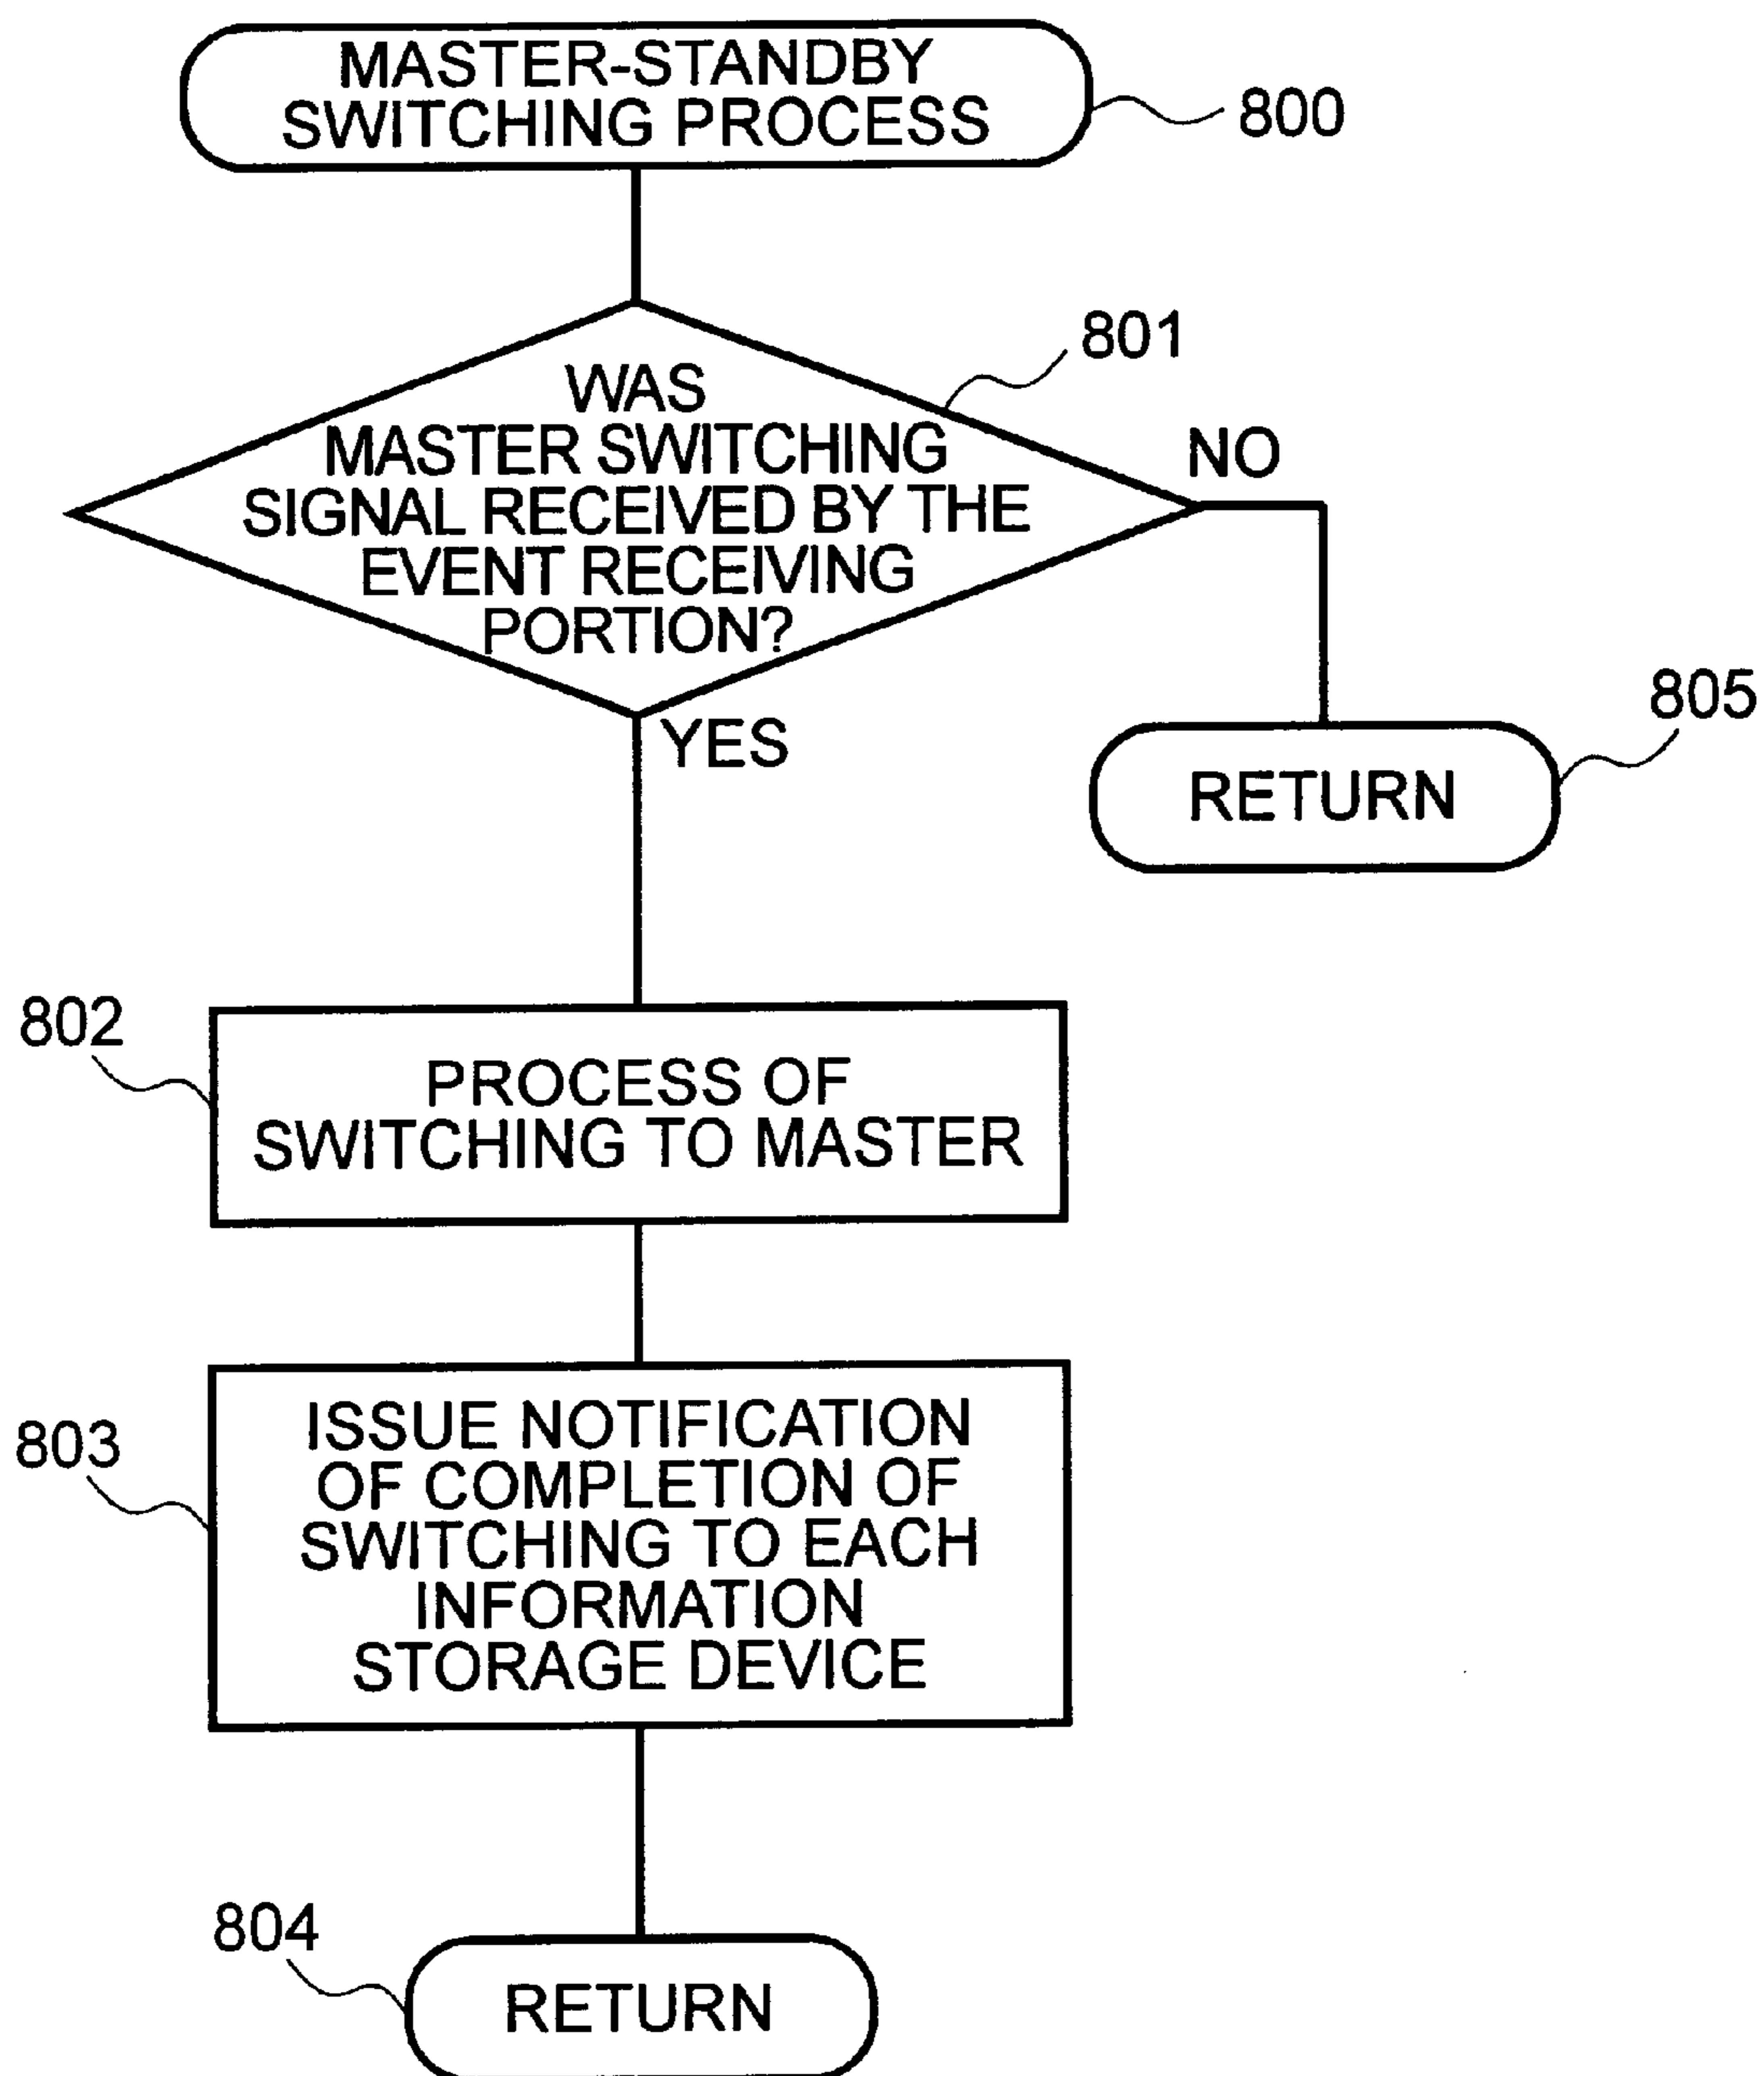 MASTER-STANDBY
SWITCHING PROCESS
800
801
WAS
MASTER SWITCHING
SIGNAL RECEIVED BY THE
EVENT RECEIVING
PORTION?
NO
YES
805
RETURN
802
PROCESS OF
SWITCHING TO MASTER
803
ISSUE NOTIFICATION
OF COMPLETION OF
SWITCHING TO EACH
INFORMATION
STORAGE DEVICE
804
RETURN